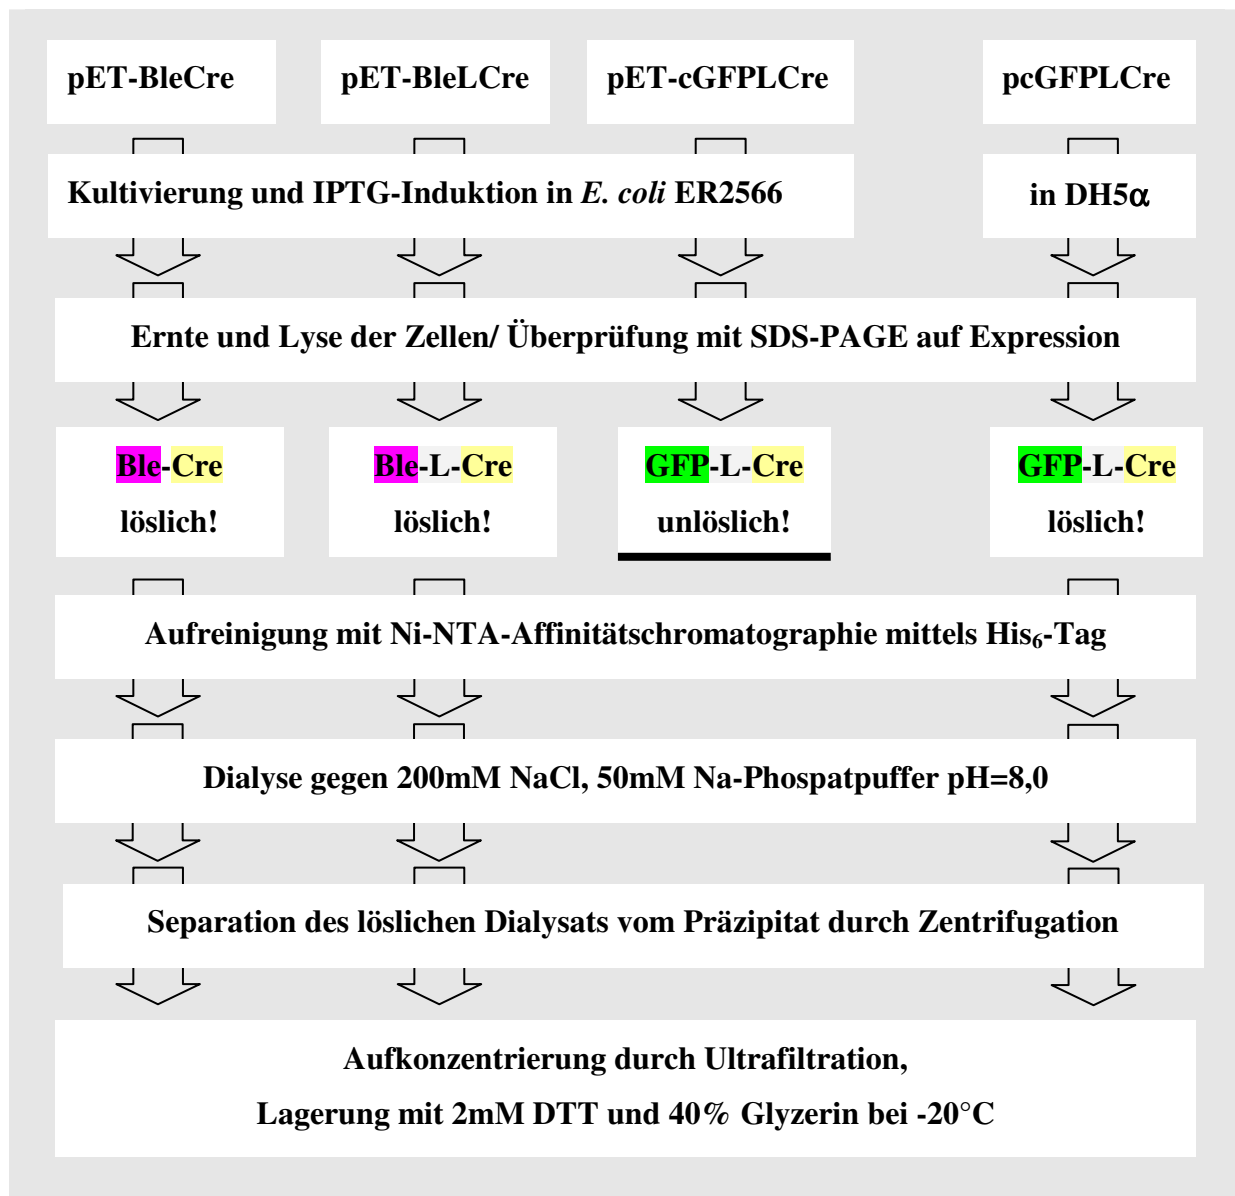 pET-BleCre
pET-BleLCre
pET-cGFPLCre
pcGFPLCre
Kultivierung und IPTG-Induktion in E. coli ER2566
in DH5α
Ernte und Lyse der Zellen/ Überprüfung mit SDS-PAGE auf Expression
Ble-Cre
löslich!
Ble-L-Cre
löslich!
GFP-L-Cre
unlöslich!
GFP-L-Cre
löslich!
Aufreinigung mit Ni-NTA-Affinitätschromatographie mittels His₆-Tag
Dialyse gegen 200mM NaCl, 50mM Na-Phospatpuffer pH=8,0
Separation des löslichen Dialysats vom Präzipitat durch Zentrifugation
Aufkonzentrierung durch Ultrafiltration,
Lagerung mit 2mM DTT und 40% Glyzerin bei -20°C